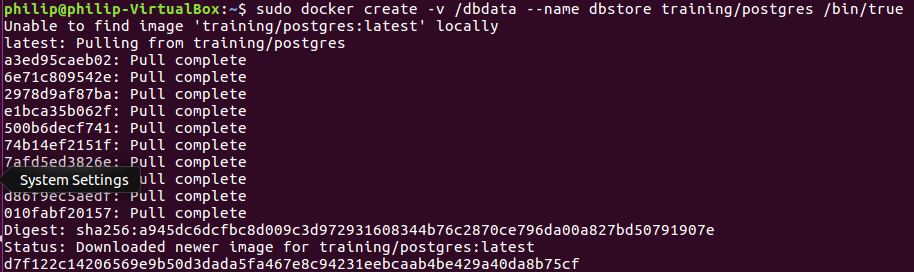 philip@philip-VirtualBox:~$ sudo docker create -v /dbdata --name dbstore training/postgres /bin/true
Unable to find image 'training/postgres:latest' locally
latest: Pulling from training/postgres
a3ed95caeb02: Pull complete
6e71c809542e: Pull complete
2978d9af87ba: Pull complete
e1bca35b062f: Pull complete
500b6decf741: Pull complete
74b14ef2151f: Pull complete
7afd5ed3826e: Pull complete
System Settings ull complete
d86f9ec5aedf: Pull complete
010fabf20157: Pull complete
Digest: sha256:a945dc6dcfbc8d009c3d972931608344b76c2870ce796da00a827bd50791907e
Status: Downloaded newer image for training/postgres:latest
d7f122c14206569e9b50d3dada5fa467e8c94231eebcaab4be429a40da8b75cf